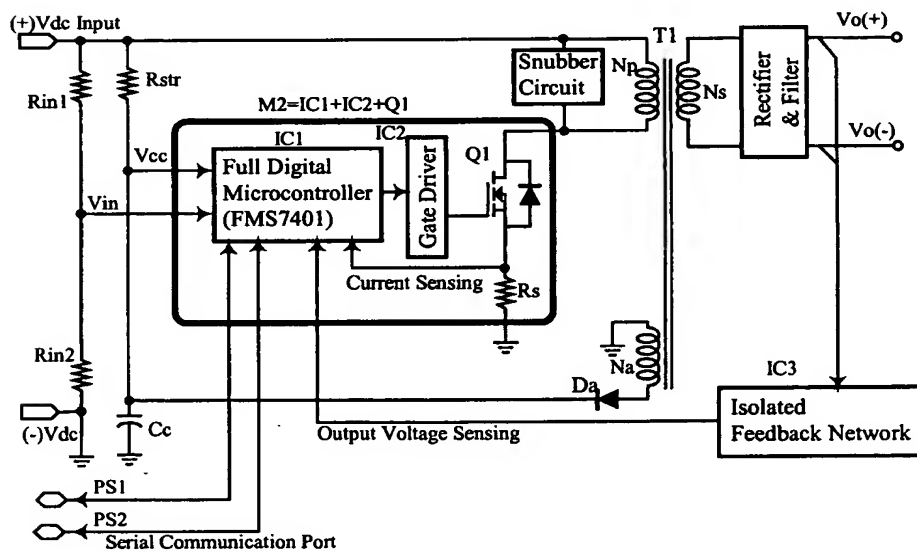 (+)Vdc Input
Vo(+)
T1
Rin1
Rstr
Snubber
Circuit
Np
Ns
Rectifier
& Filter
M2=IC1+IC2+Q1
IC1
IC2
Vcc
Full Digital
Microcontroller
(FMS7401)
Gate Driver
Q1
Vo(-)
Vin
Current Sensing
Rs
Rin2
Na
Da
IC3
(-)Vdc
Cc
Output Voltage Sensing
Isolated
Feedback Network
PS1
PS2
Serial Communication Port